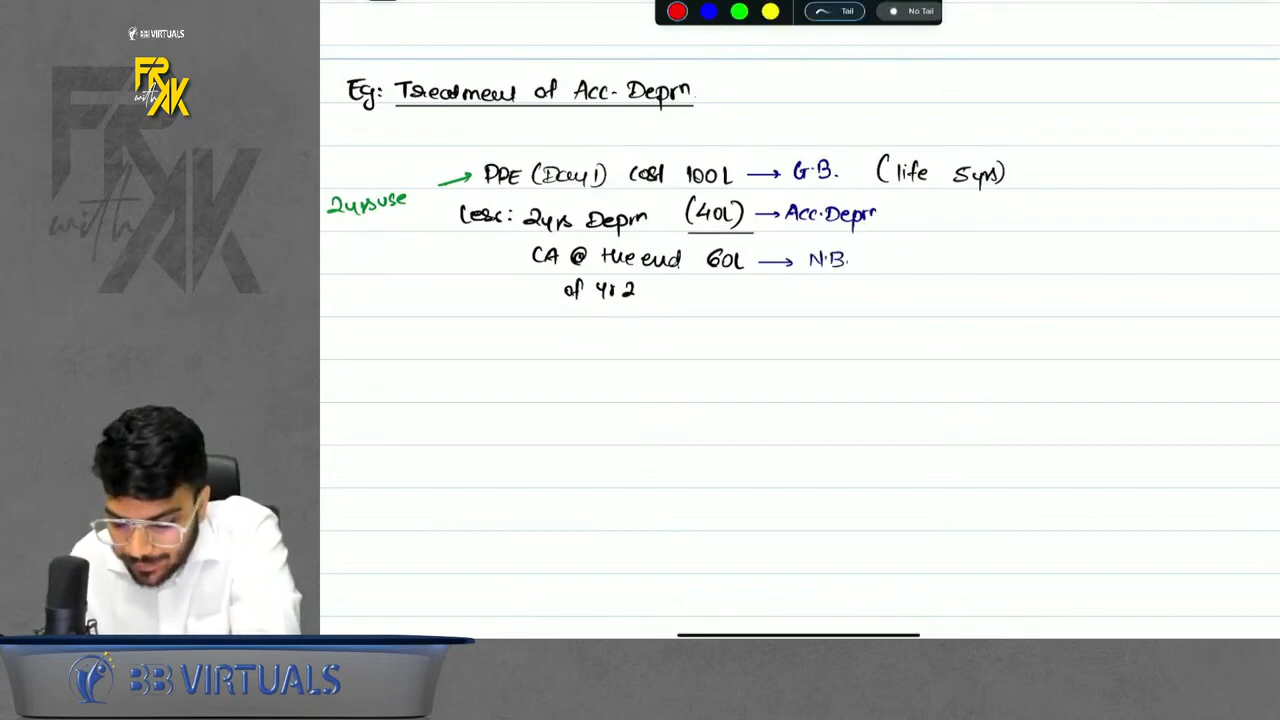 Tail
No Tail
BB VIRTUALS
FR
with AK
Eg: Treatment of Acc-Deprn.
2yrs use → PPE (Day 1) cost 100L → G.B. (life 5yrs)
Less: 2yrs Deprn (40L) → Acc.Deprn
CA @ the end 60L → N.B.
of Yr 2
BB VIRTUALS